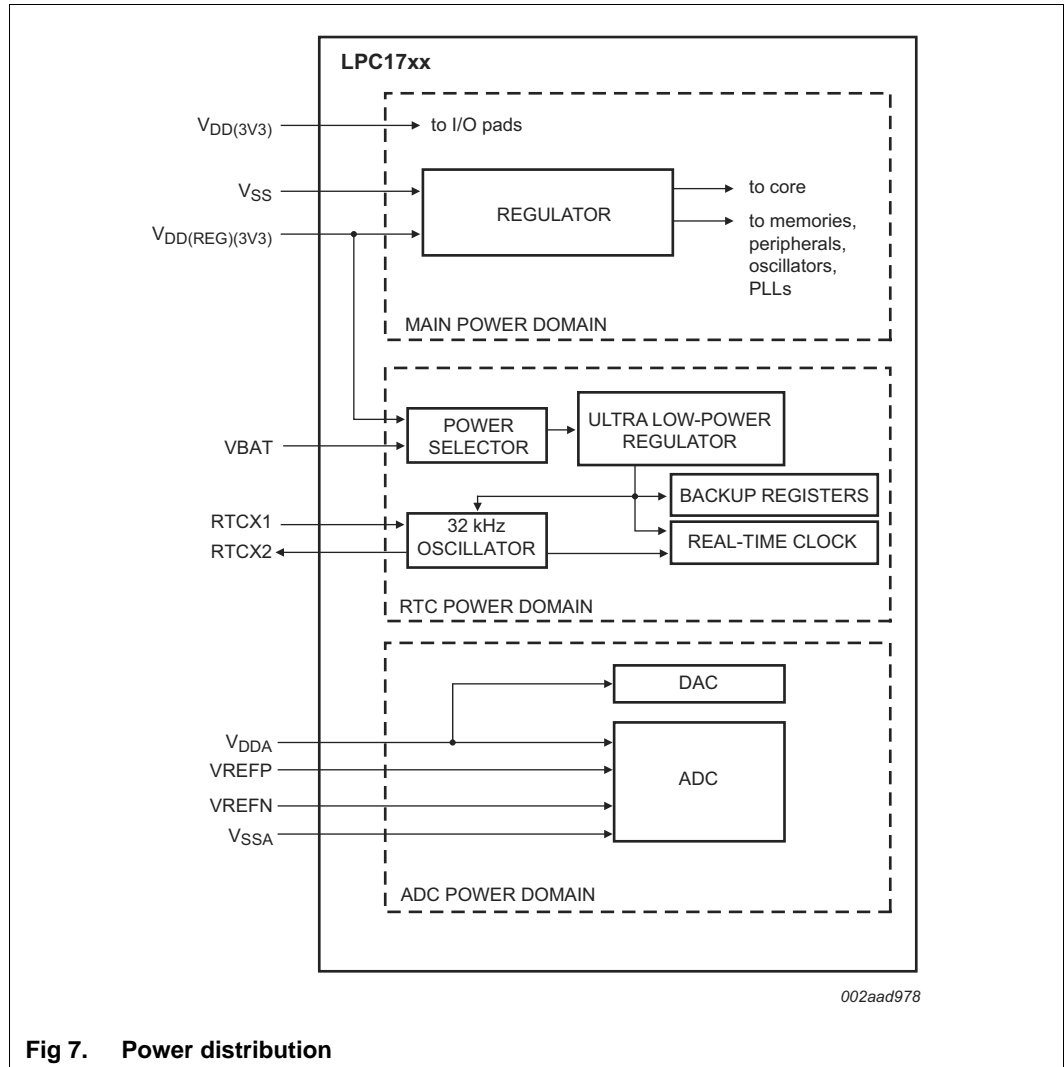 LPC17xx
VDD(3V3)
to I/O pads
VSS
REGULATOR
to core
VDD(REG)(3V3)
to memories,
peripherals,
oscillators,
PLLs
MAIN POWER DOMAIN
POWER
SELECTOR
ULTRA LOW-POWER
REGULATOR
VBAT
BACKUP REGISTERS
RTCX1
32 kHz
OSCILLATOR
REAL-TIME CLOCK
RTCX2
RTC POWER DOMAIN
DAC
VDDA
VREFP
ADC
VREFN
VSSA
ADC POWER DOMAIN
002aad978
Fig 7. Power distribution